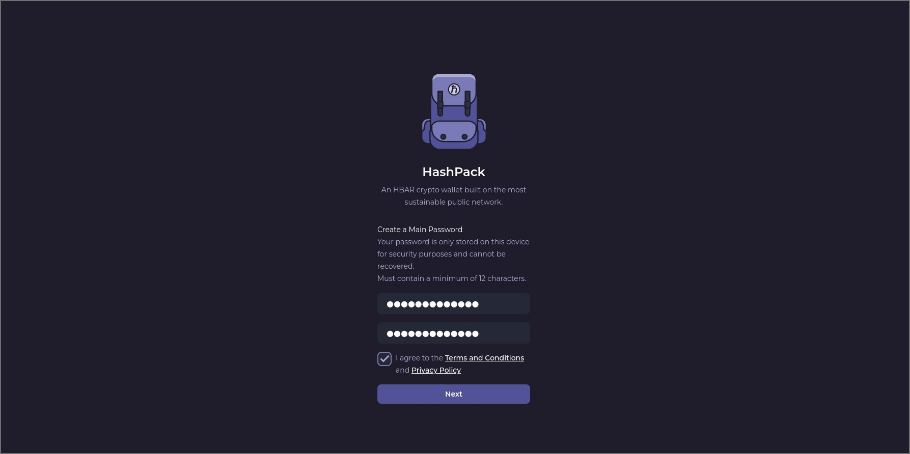 HashPack
An HBAR crypto wallet built on the most
sustainable public network.
Create a Main Password
Your password is only stored on this device
for security purposes and cannot be
recovered.
Must contain a minimum of 12 characters.
●●●●●●●●●●●●●
●●●●●●●●●●●●●
I agree to the Terms and Conditions
and Privacy Policy
Next